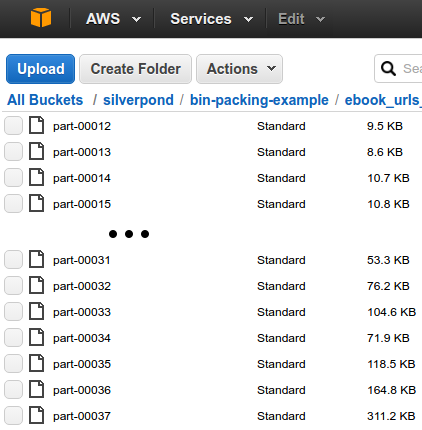 AWS Services Edit
Upload Create Folder Actions Sea
All Buckets / silverpond / bin-packing-example / ebook_urls_
part-00012 Standard 9.5 KB
part-00013 Standard 8.6 KB
part-00014 Standard 10.7 KB
part-00015 Standard 10.8 KB
part-00031 Standard 53.3 KB
part-00032 Standard 76.2 KB
part-00033 Standard 104.6 KB
part-00034 Standard 71.9 KB
part-00035 Standard 118.5 KB
part-00036 Standard 164.8 KB
part-00037 Standard 311.2 KB